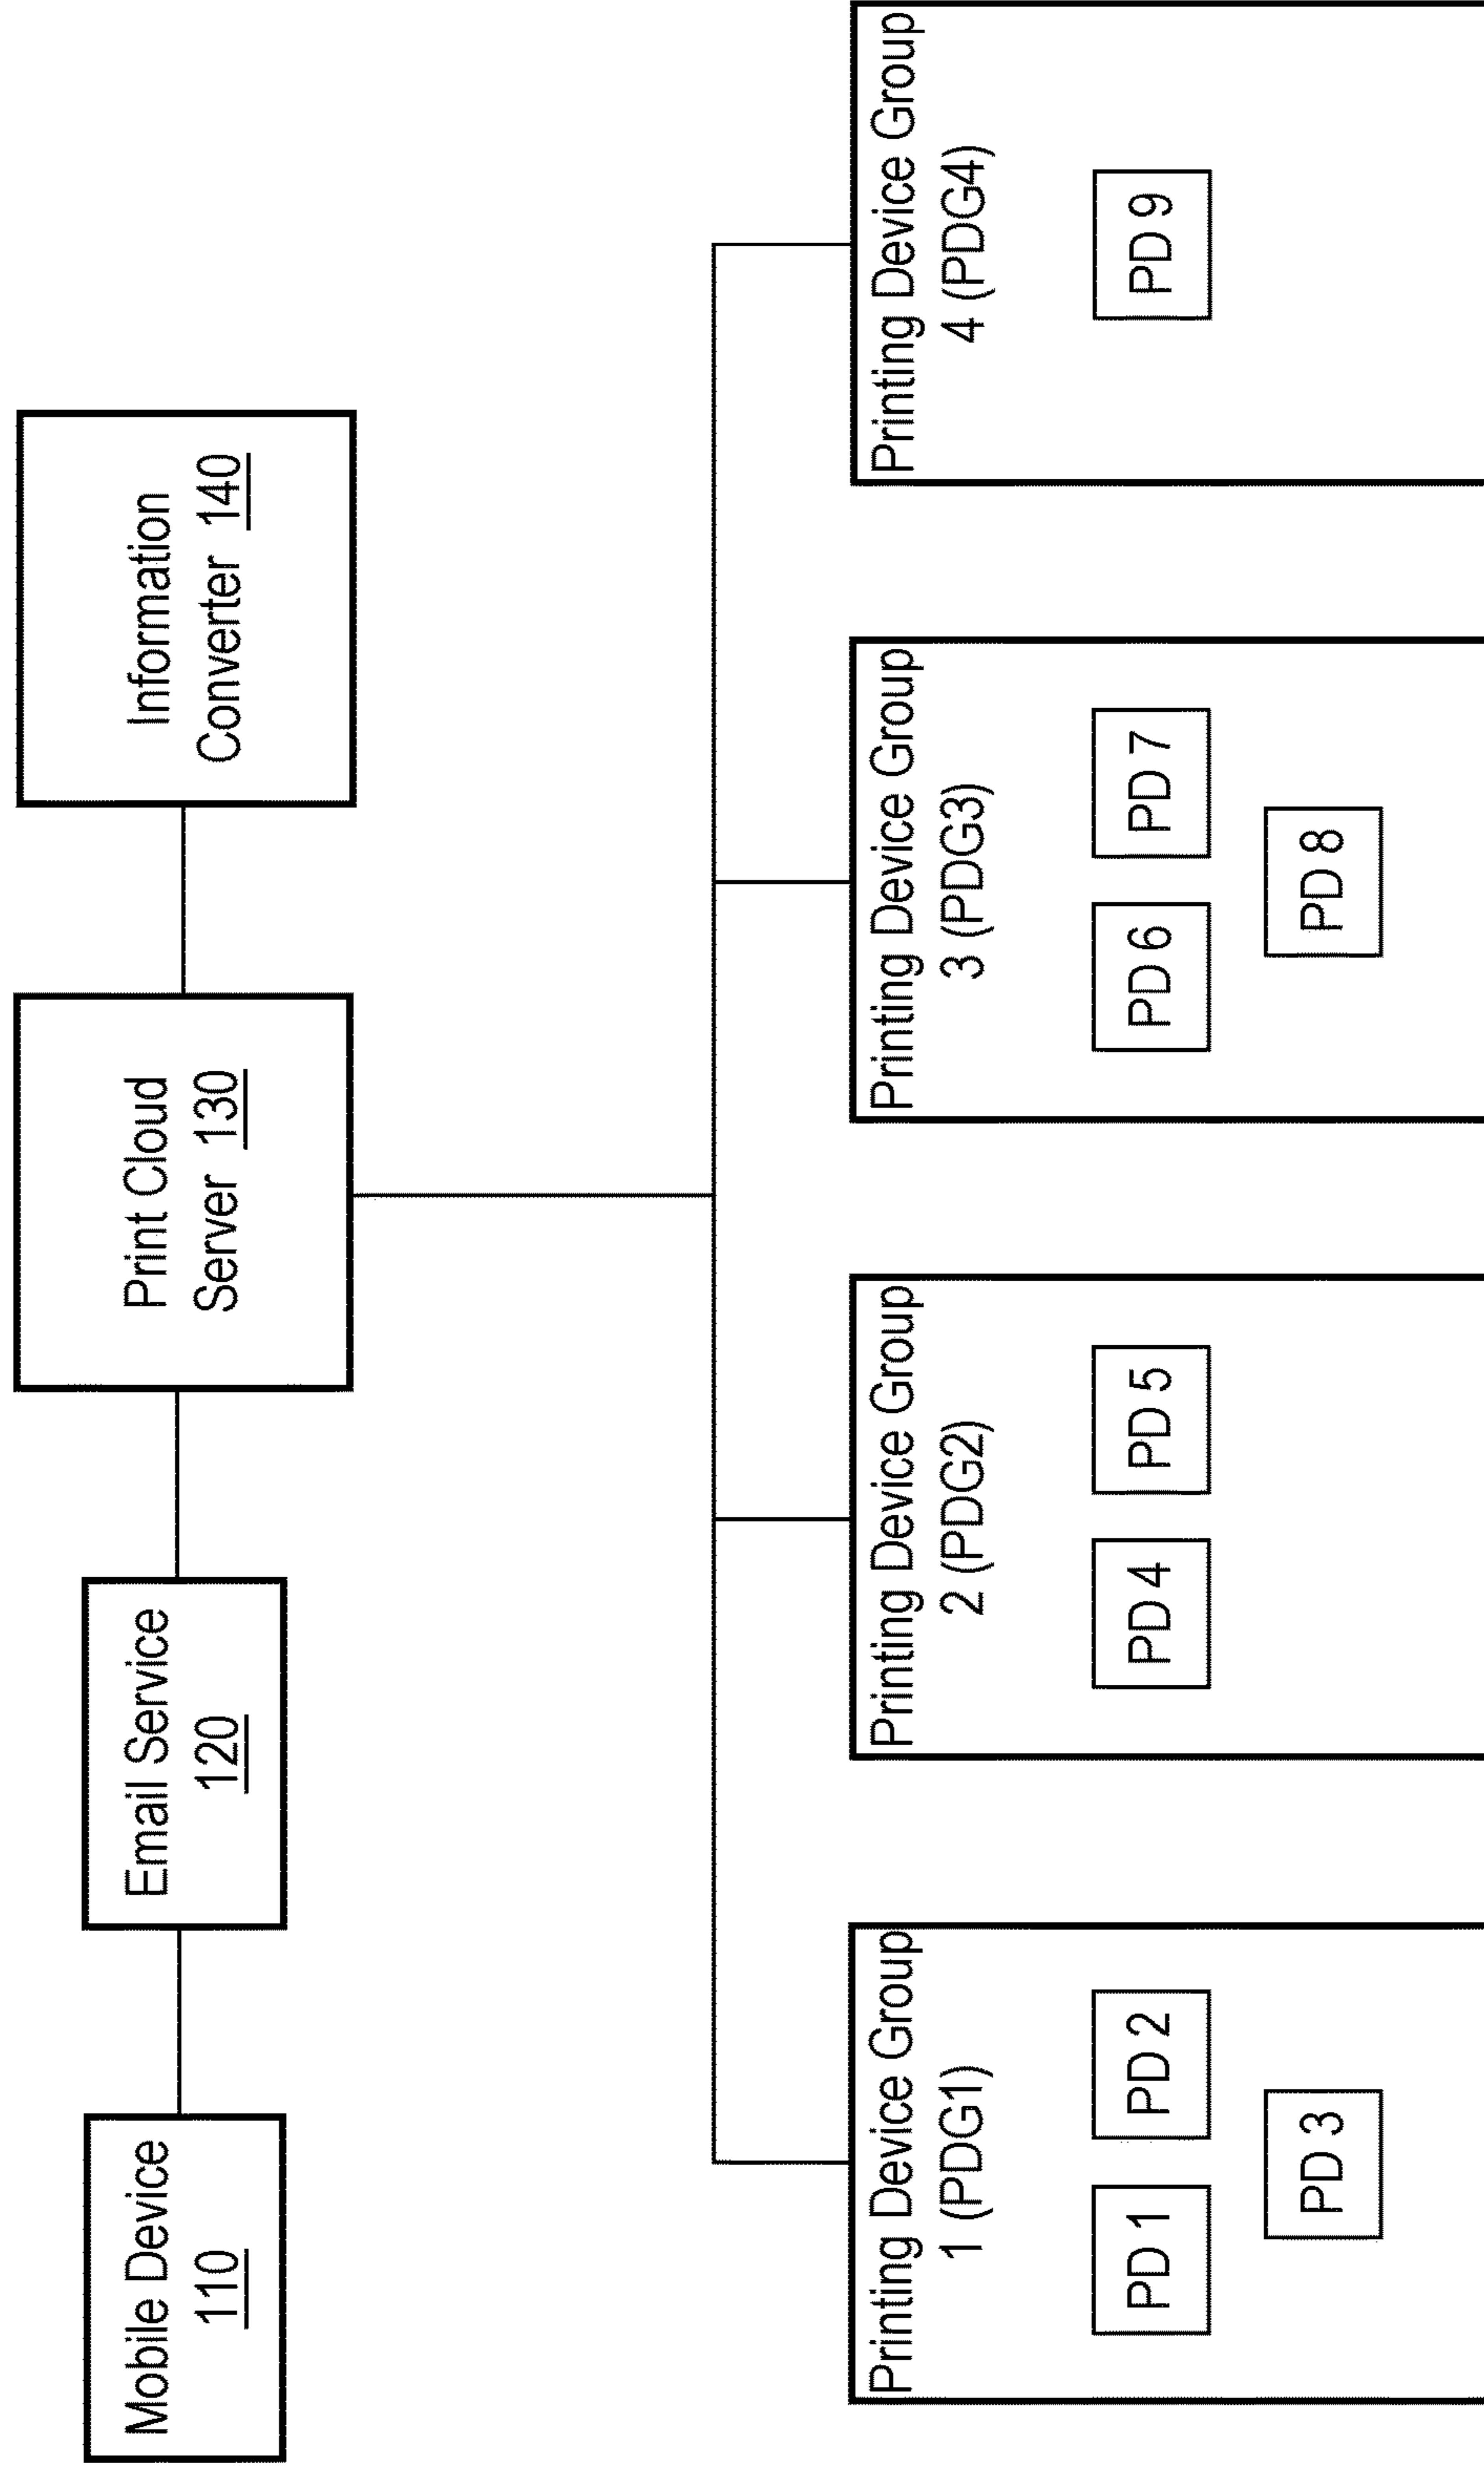 Mobile Device
110
Email Service
120
Print Cloud
Server 130
Information
Converter 140
Printing Device Group
1 (PDG1)
PD 1
PD 2
PD 3
Printing Device Group
2 (PDG2)
PD 4
PD 5
Printing Device Group
3 (PDG3)
PD 6
PD 7
PD 8
Printing Device Group
4 (PDG4)
PD 9